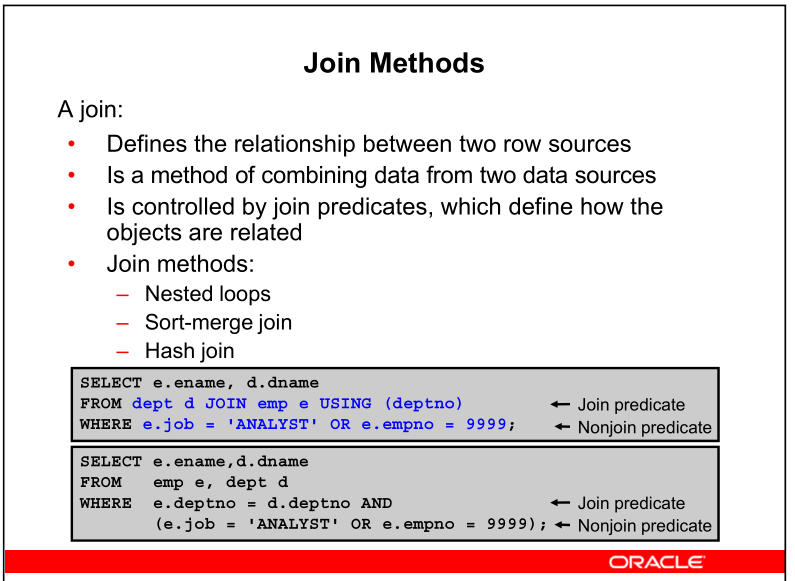 Join Methods
A join:
• Defines the relationship between two row sources
• Is a method of combining data from two data sources
• Is controlled by join predicates, which define how the
objects are related
• Join methods:
– Nested loops
– Sort-merge join
– Hash join
SELECT e.ename, d.dname
FROM dept d JOIN emp e USING (deptno) ← Join predicate
WHERE e.job = 'ANALYST' OR e.empno = 9999; ← Nonjoin predicate
SELECT e.ename,d.dname
FROM emp e, dept d
WHERE e.deptno = d.deptno AND ← Join predicate
(e.job = 'ANALYST' OR e.empno = 9999); ← Nonjoin predicate
ORACLE